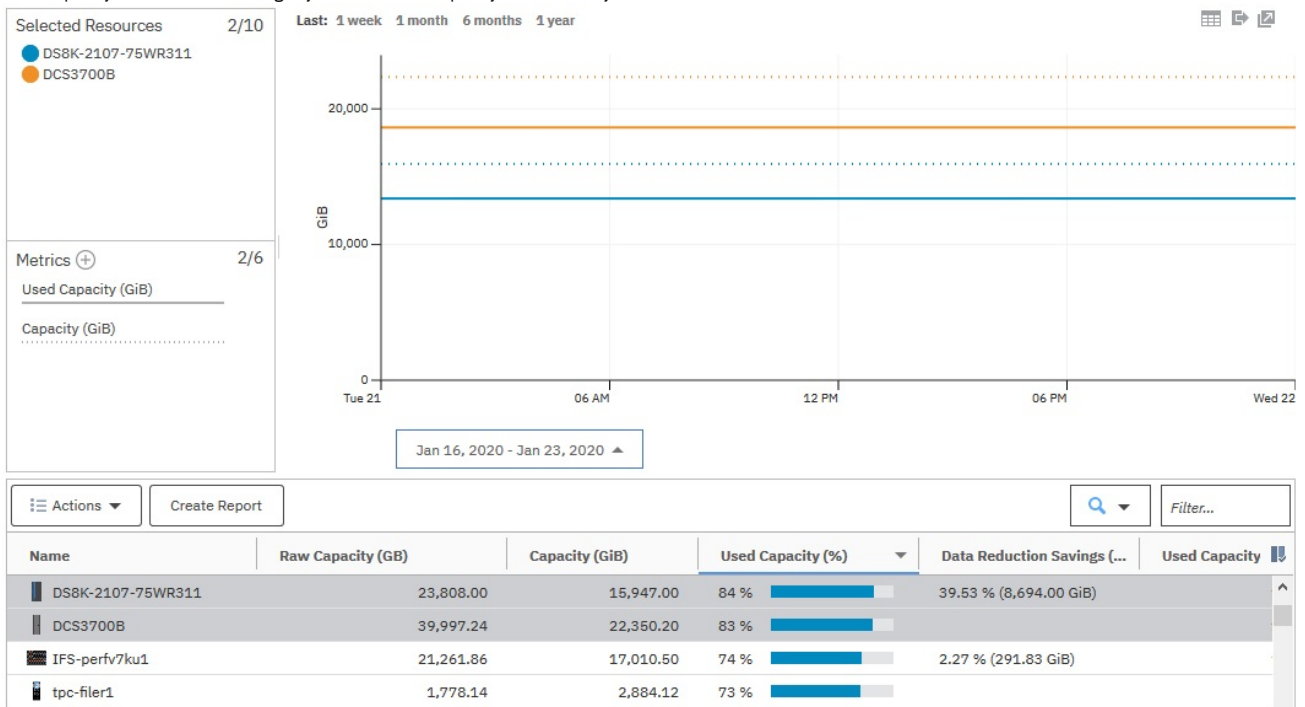 Selected Resources 2/10
DS8K-2107-75WR311
DCS3700B
Metrics 2/6
Used Capacity (GiB)
Capacity (GiB)
Last: 1 week 1 month 6 months 1 year
GiB
20,000
10,000
0
Tue 21 06 AM 12 PM 06 PM Wed 22
Jan 16, 2020 - Jan 23, 2020
Actions Create Report Filter...
Name Raw Capacity (GB) Capacity (GiB) Used Capacity (%) Data Reduction Savings (... Used Capacity
DS8K-2107-75WR311 23,808.00 15,947.00 84 % 39.53 % (8,694.00 GiB)
DCS3700B 39,997.24 22,350.20 83 %
IFS-perfv7ku1 21,261.86 17,010.50 74 % 2.27 % (291.83 GiB)
tpc-filer1 1,778.14 2,884.12 73 %